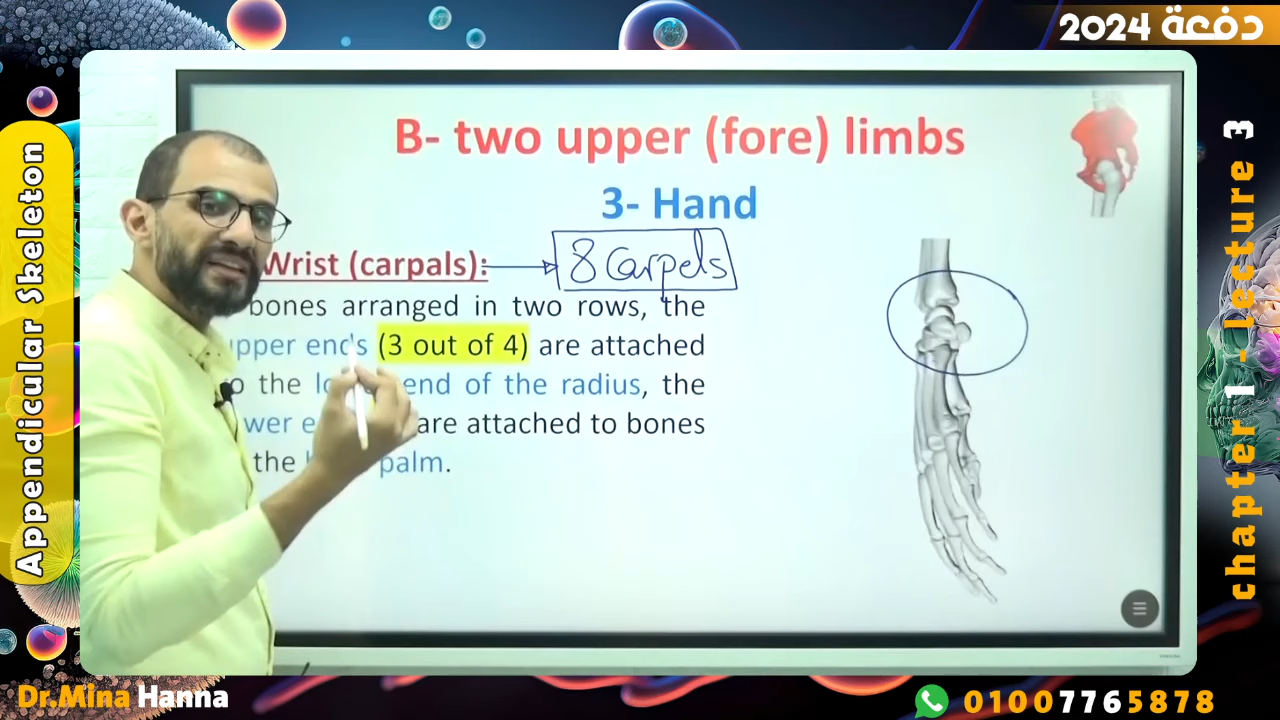 دفعة 2024
B- two upper (fore) limbs
3- Hand
Wrist (carpals): 8 Carpels
bones arranged in two rows, the
upper ends (3 out of 4) are attached
the end of the radius, the
are attached to bones
the palm.
Appendicular Skeleton
chapter 1 - lecture 3
Dr.Mina Hanna
01007765878